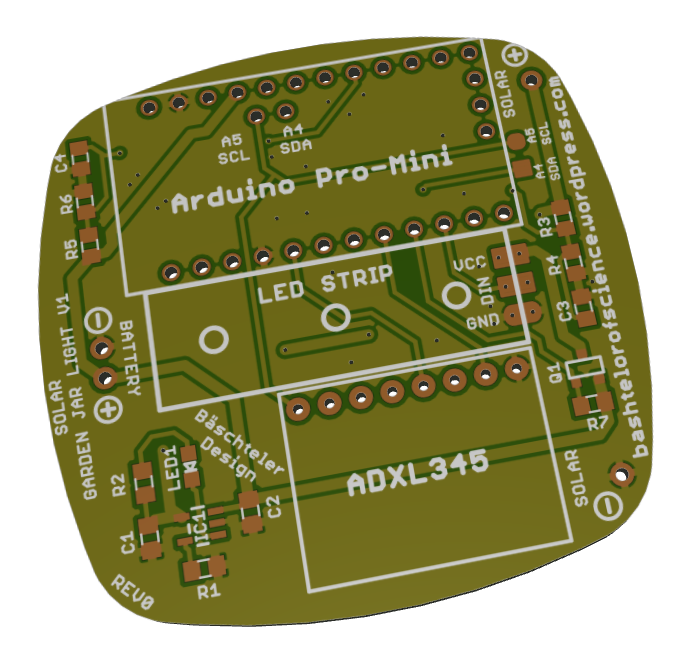 SOLAR
A5
SCL
A4
SDA
A5
SCL
A4
SDA
C4
R6
R5
Arduino Pro-Mini
R3
R4
C3
VCC
DIN
GND
LED STRIP
SOLAR LIGHT V1
GARDEN JAR
BATTERY
bashtelorofscience.wordpress.com
Q1
R7
Bäschteler
Design
ADXL345
SOLAR
LED1
R2
IC1
C2
C1
R1
REV0